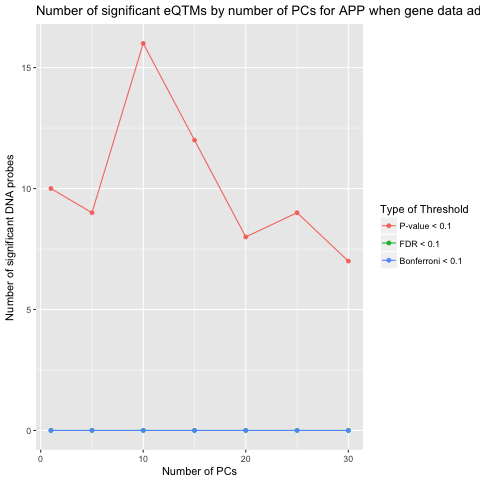 Number of significant eQTMs by number of PCs for APP when gene data ad
15
10
5
0
Number of significant DNA probes
0 10 20 30
Number of PCs
Type of Threshold
P-value < 0.1
FDR < 0.1
Bonferroni < 0.1